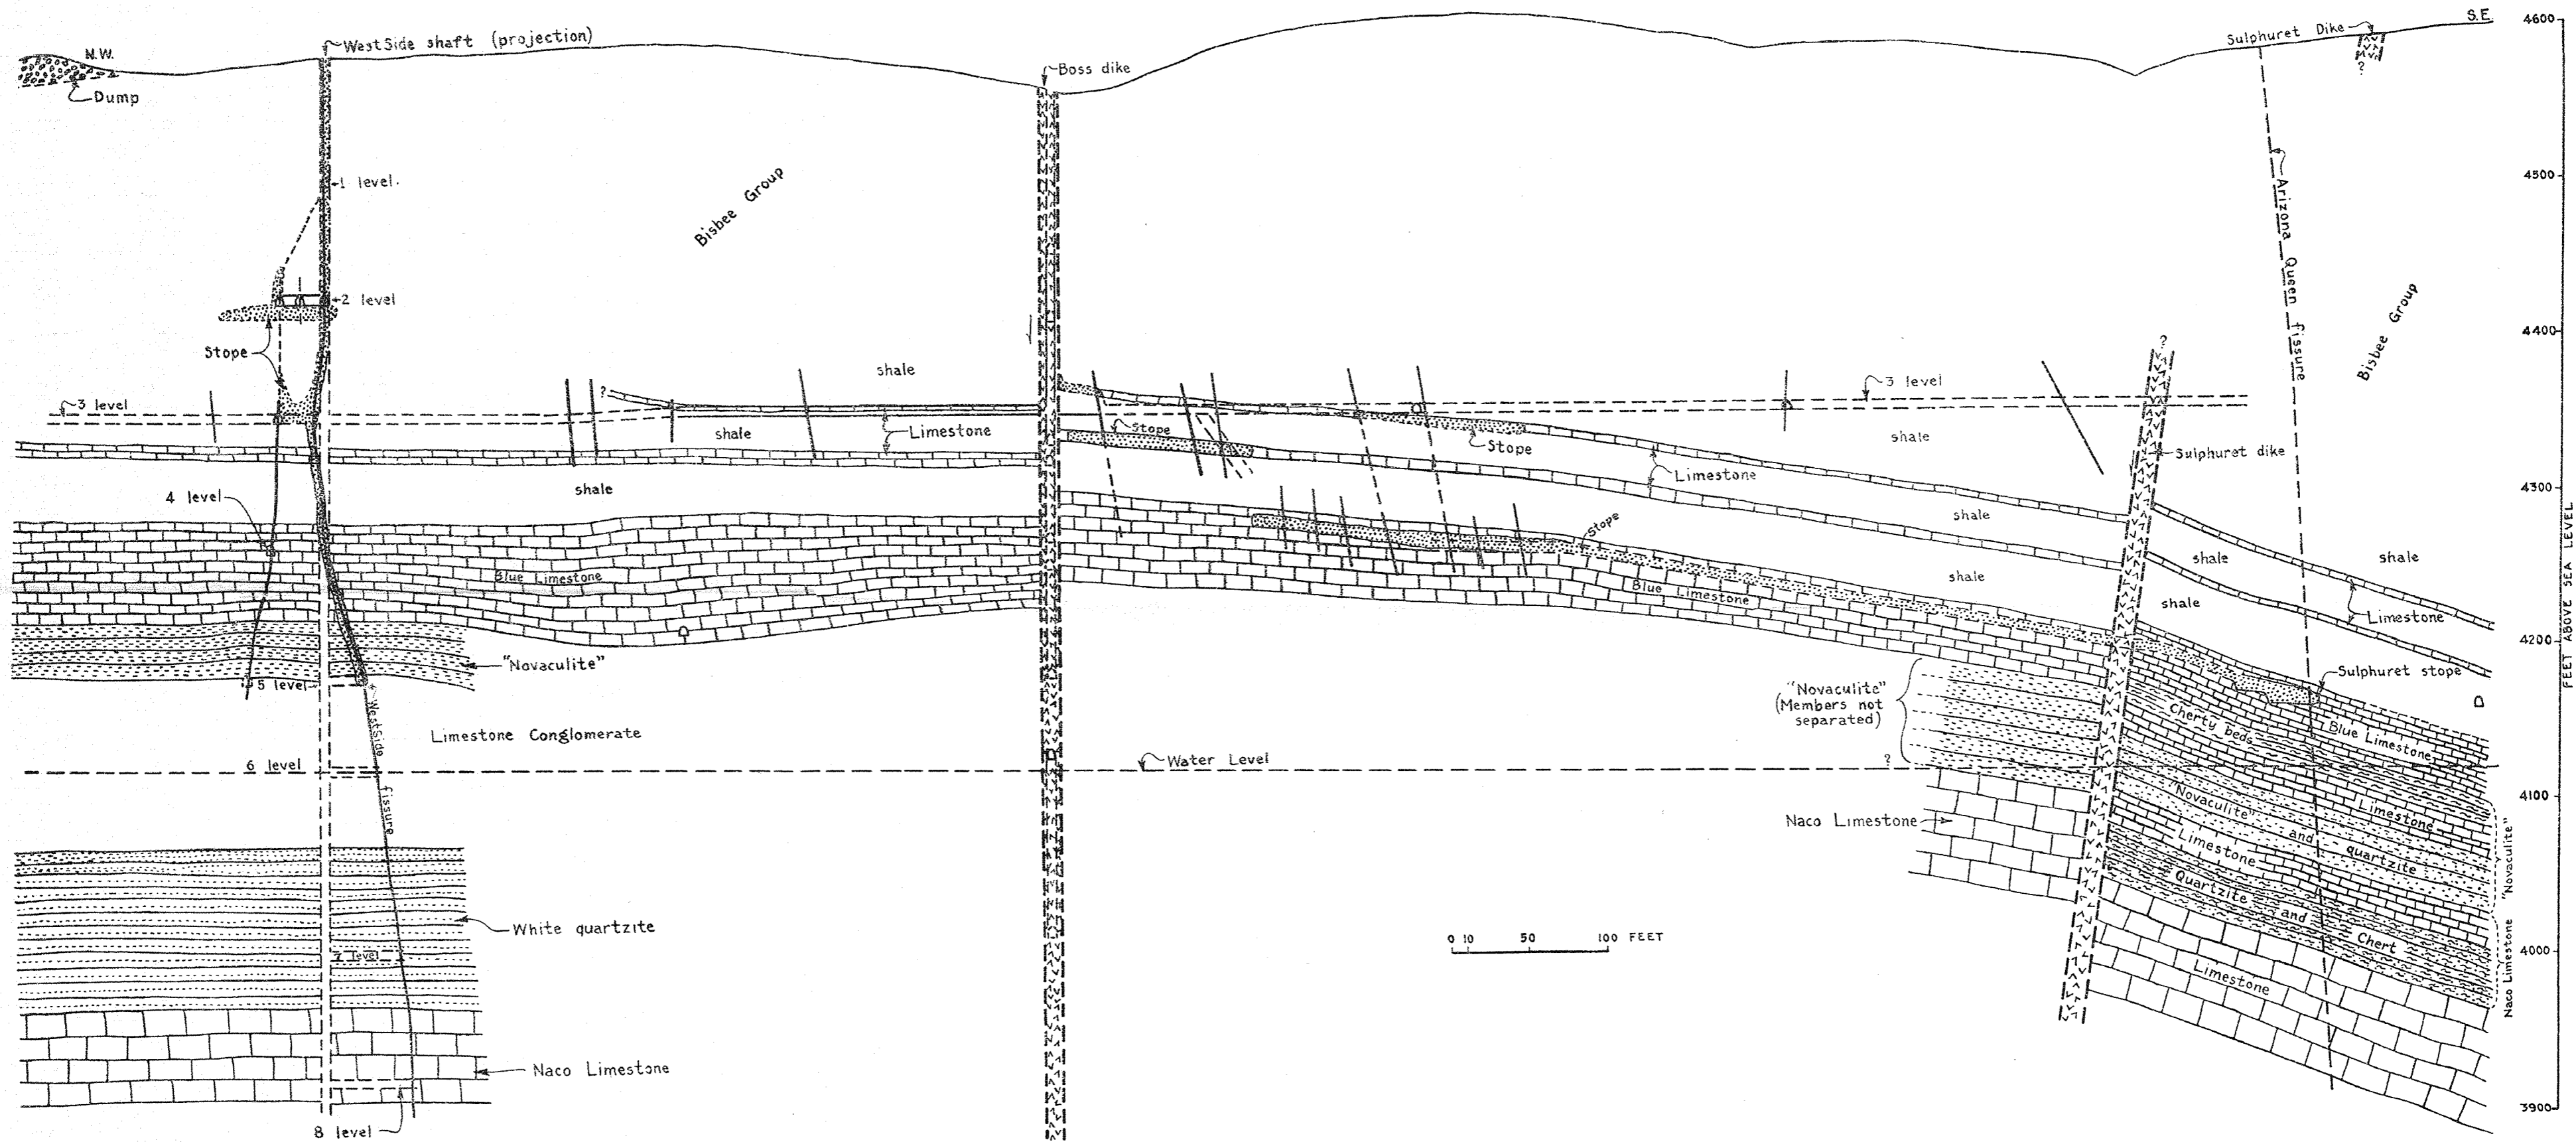 N.W.
West Side shaft (projection)
Dump
Boss dike
S.E.
Sulphuret Dike
?
4600
1 level.
Bisbee Group
4500
Arizona Queen fissure
2 level
Stope
Bisbee Group
4400
?
shale
3 level
?
3 level
shale
Limestone
Stope
Stope
shale
Sulphuret dike
Limestone
4 level
shale
4300
shale
shale
shale
Limestone
Stope
shale
Blue Limestone
Blue Limestone
shale
4200
FEET ABOVE SEA LEVEL
"Novaculite"
5 level
Sulphuret stope
"Novaculite"
(Members not
separated)
West Side fissure
Limestone Conglomerate
Cherty beds
Blue Limestone
6 level
Water Level
?
4100
Naco Limestone
"Novaculite" and quartzite
Limestone
Limestone
Quartzite and Chert
"Novaculite"
White quartzite
7 level
0 10 50 100 FEET
4000
Limestone
Naco Limestone
Naco Limestone
3900
8 level